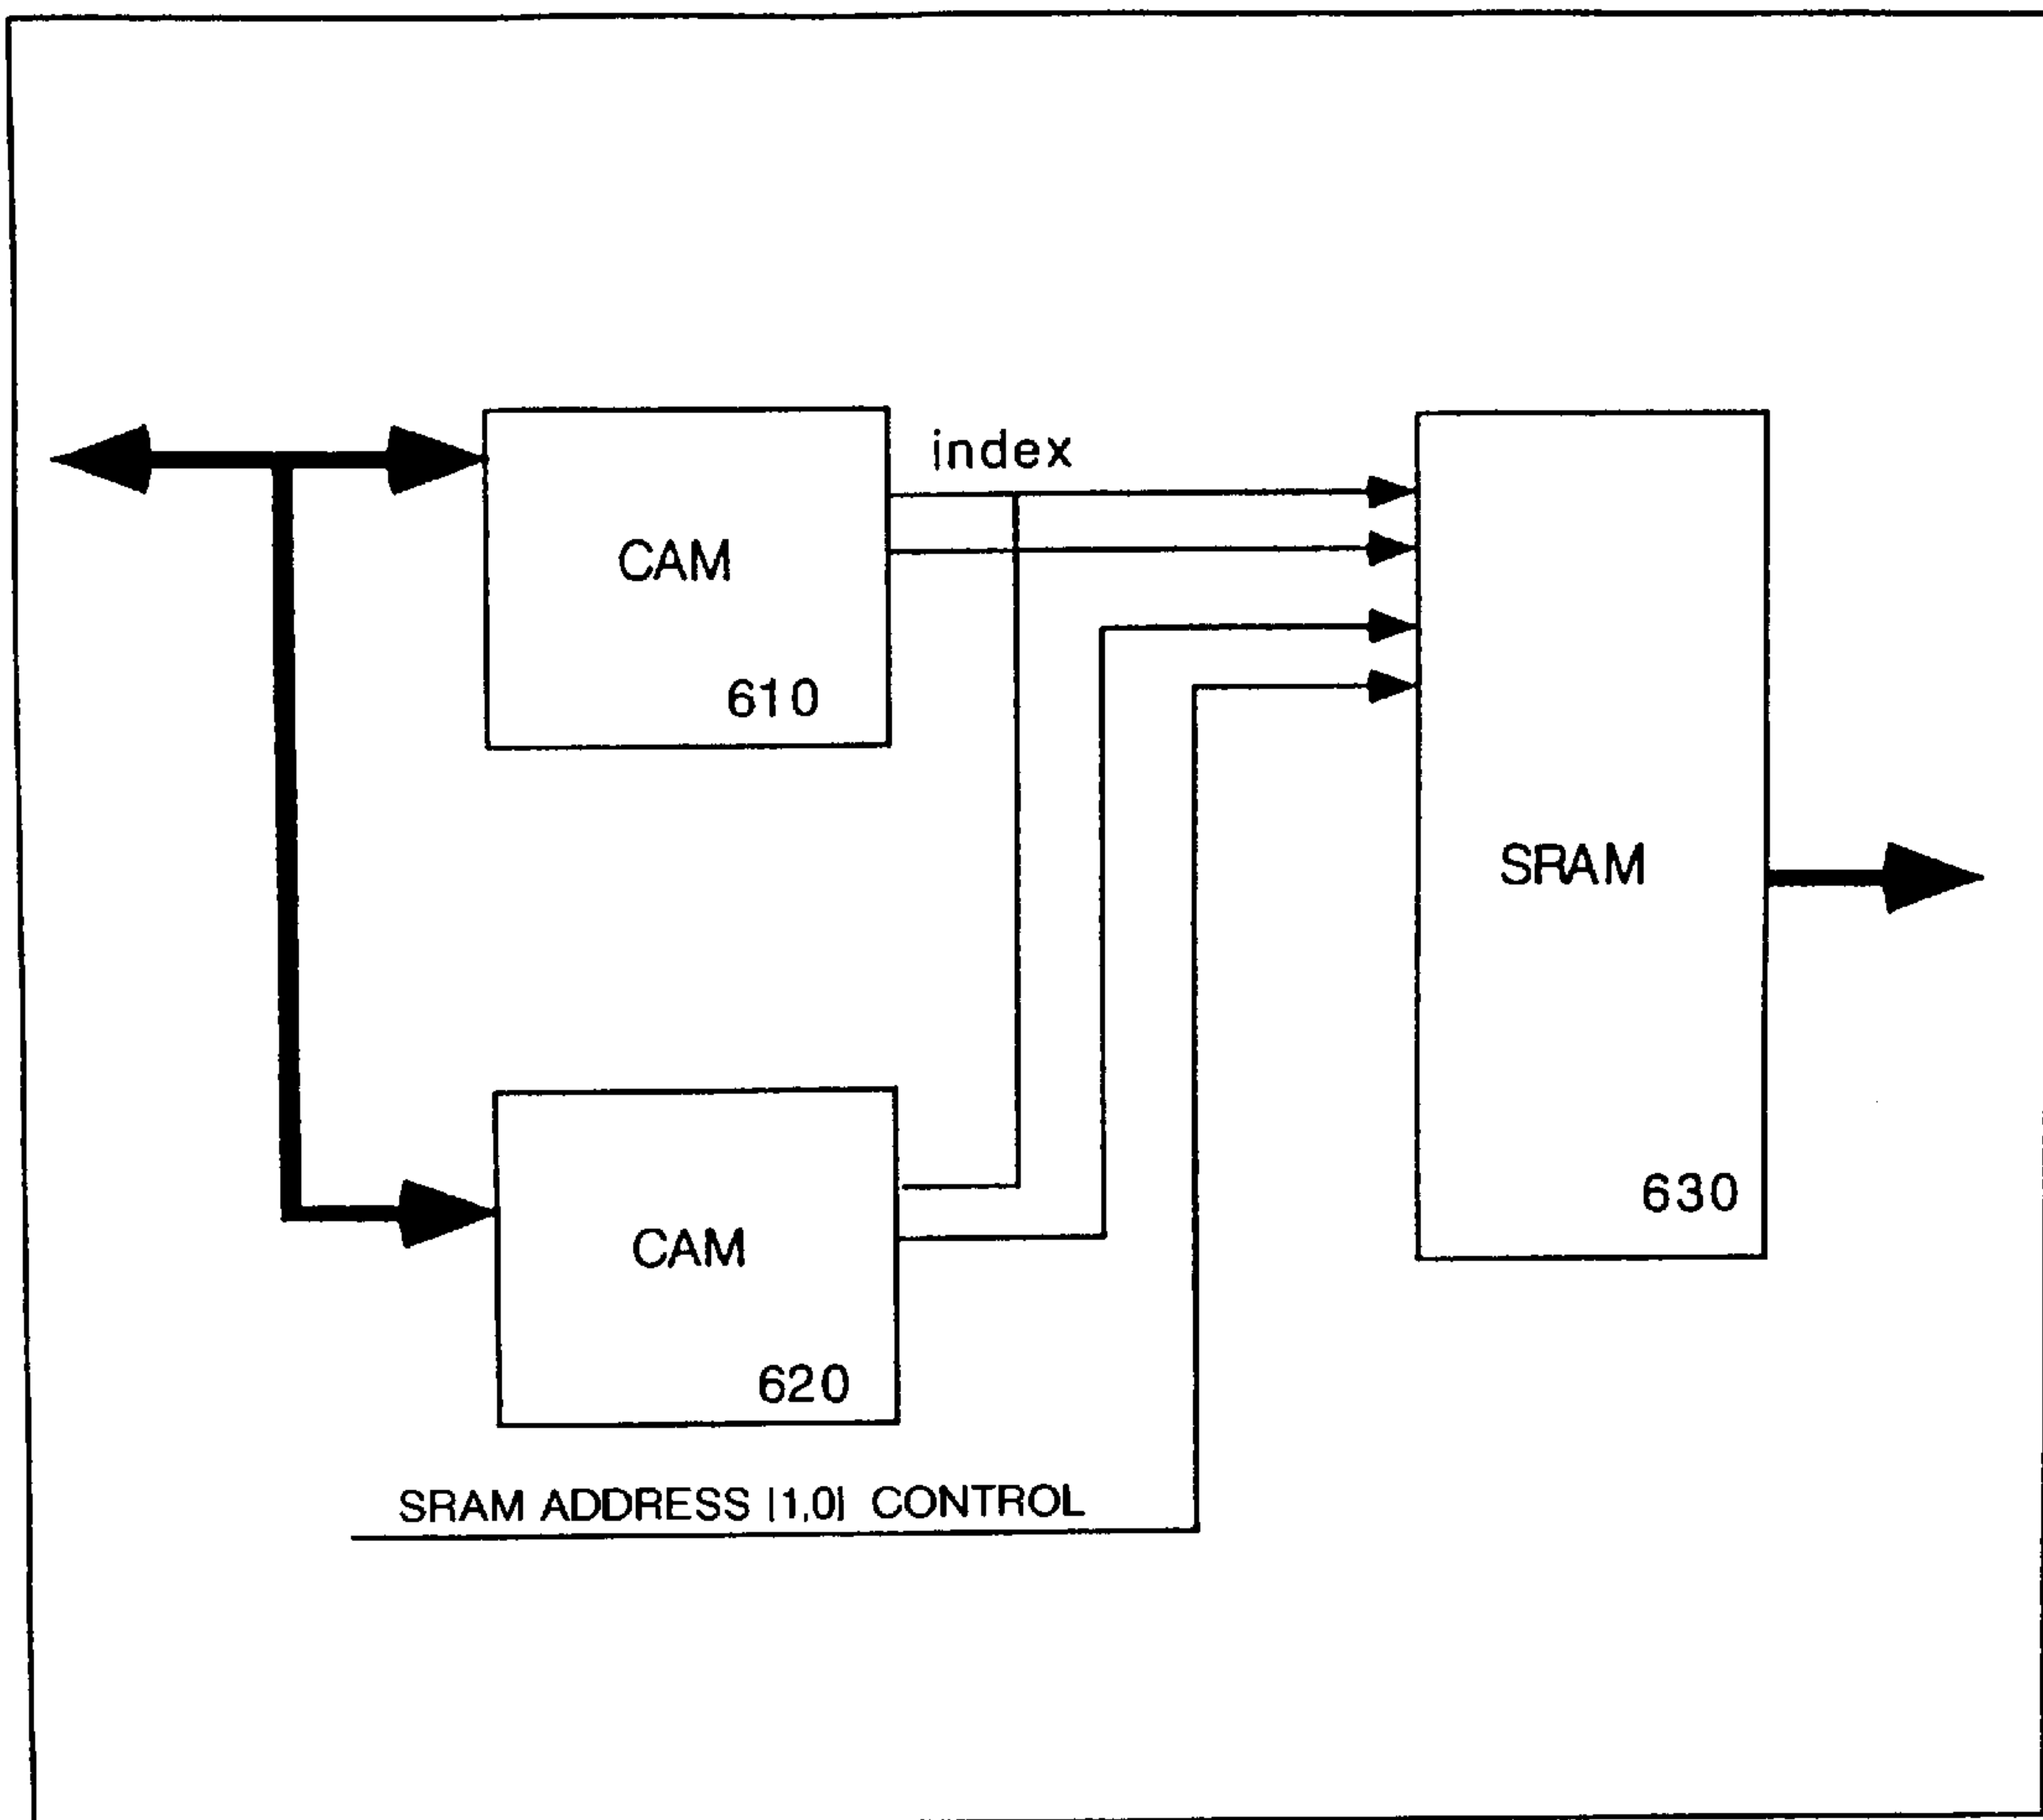 index
CAM
610
SRAM
630
CAM
620
SRAM ADDRESS [1,0] CONTROL